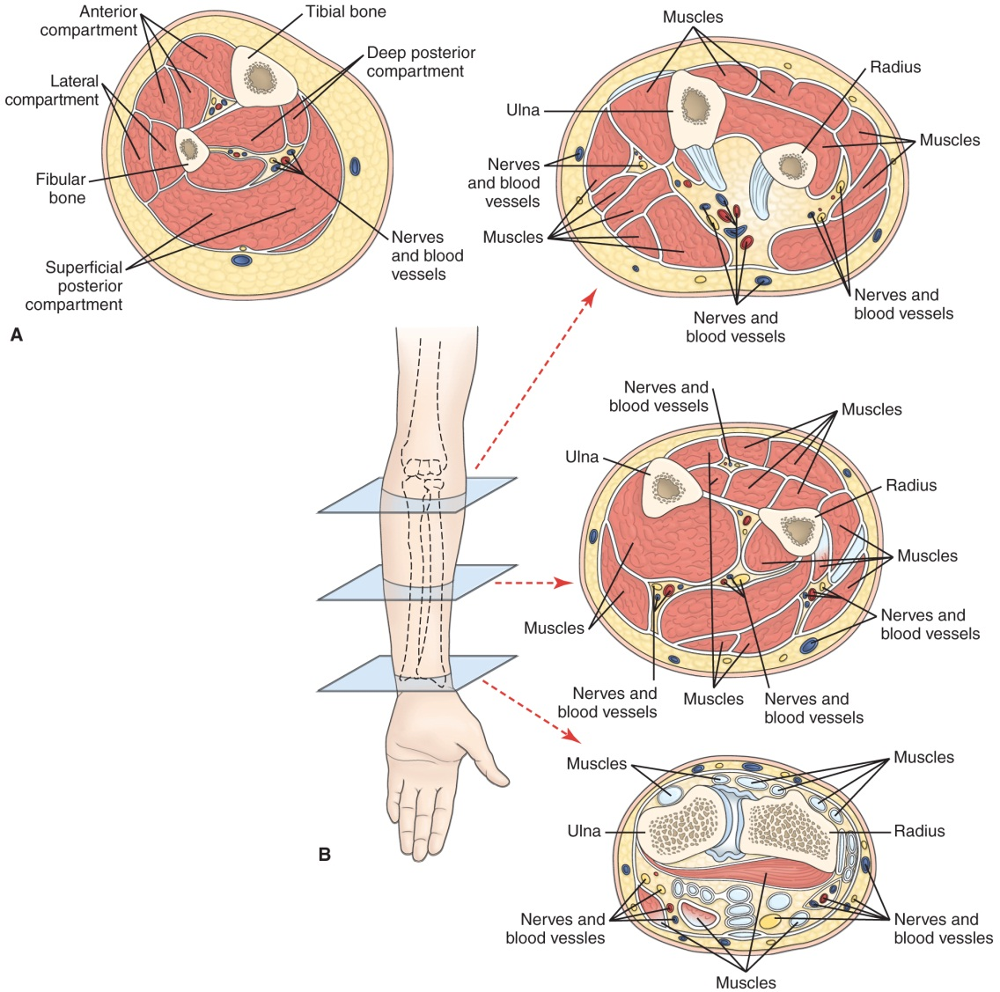 Anterior
compartment
Tibial bone
Deep posterior
compartment
Lateral
compartment
Fibular
bone
Superficial
posterior
compartment
Nerves
and blood
vessels
A
Muscles
Radius
Ulna
Muscles
Nerves
and blood
vessels
Muscles
Nerves and
blood vessels
Nerves and
blood vessels
Nerves and
blood vessels
Muscles
Ulna
Radius
Muscles
Muscles
Nerves and
blood vessels
Nerves and
blood vessels
Muscles
Nerves and
blood vessels
Muscles
Muscles
Ulna
Radius
B
Nerves and
blood vessles
Nerves and
blood vessles
Muscles